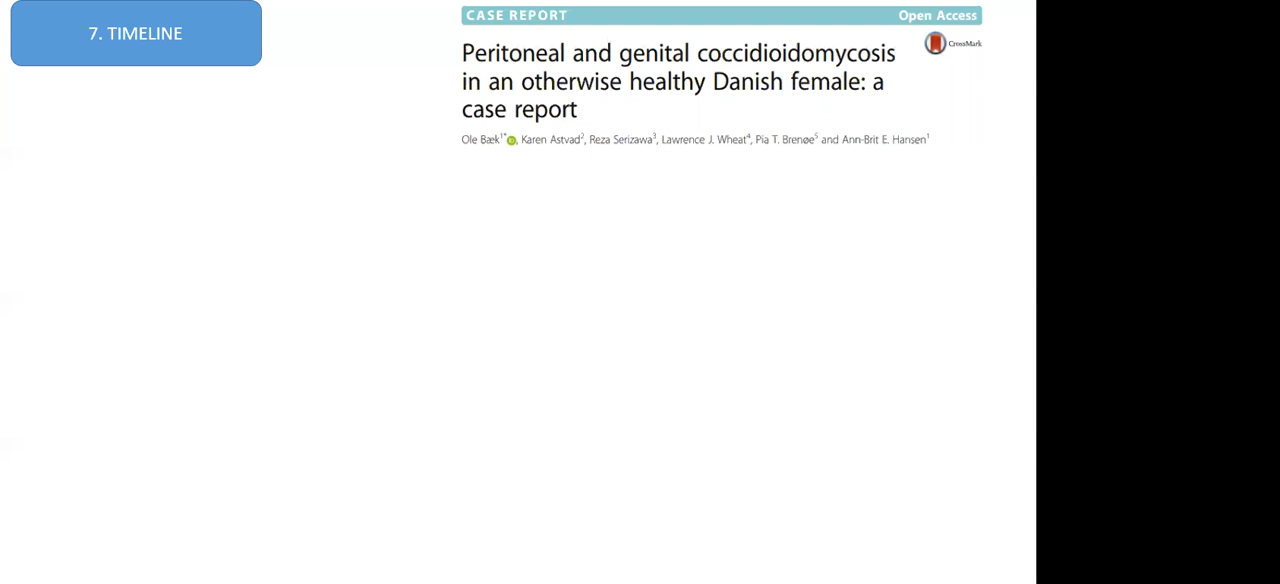 7. TIMELINE
CASE REPORT Open Access
CrossMark
Peritoneal and genital coccidioidomycosis
in an otherwise healthy Danish female: a
case report
Ole Bæk1* iD, Karen Astvad2, Reza Serizawa3, Lawrence J. Wheat4, Pia T. Brenøe5 and Ann-Brit E. Hansen1